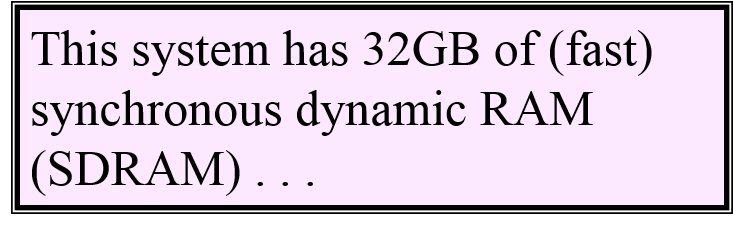 This system has 32GB of (fast)
synchronous dynamic RAM
(SDRAM) . . .